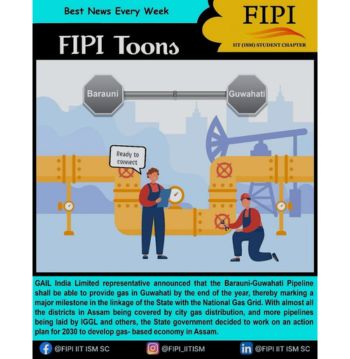 Best News Every Week
FIPI
IIT (ISM) STUDENT CHAPTER
FIPI Toons
Barauni
Guwahati
Ready to
connect
GAIL India Limited representative announced that the Barauni-Guwahati Pipeline
shall be able to provide gas in Guwahati by the end of the year, thereby marking a
major milestone in the linkage of the State with the National Gas Grid. With almost all
the districts in Assam being covered by city gas distribution, and more pipelines
being laid by IGGL and others, the State government decided to work on an action
plan for 2030 to develop gas- based economy in Assam.
@FIPI IIT ISM SC
@FIPI_IITISM
@FIPI IIT ISM SC